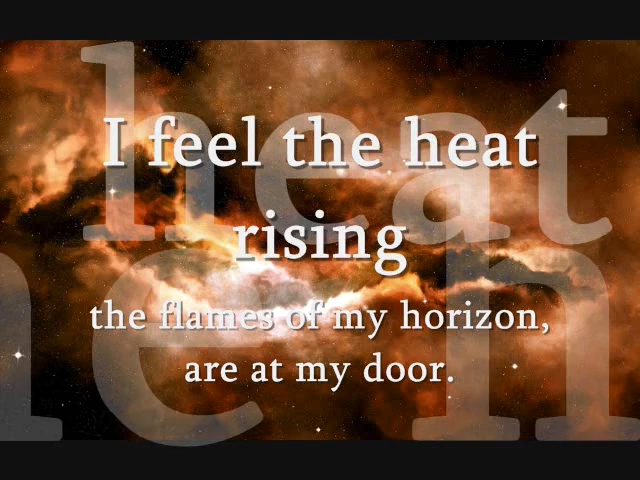 heat
I feel the heat
rising
the flames of my horizon,
are at my door.